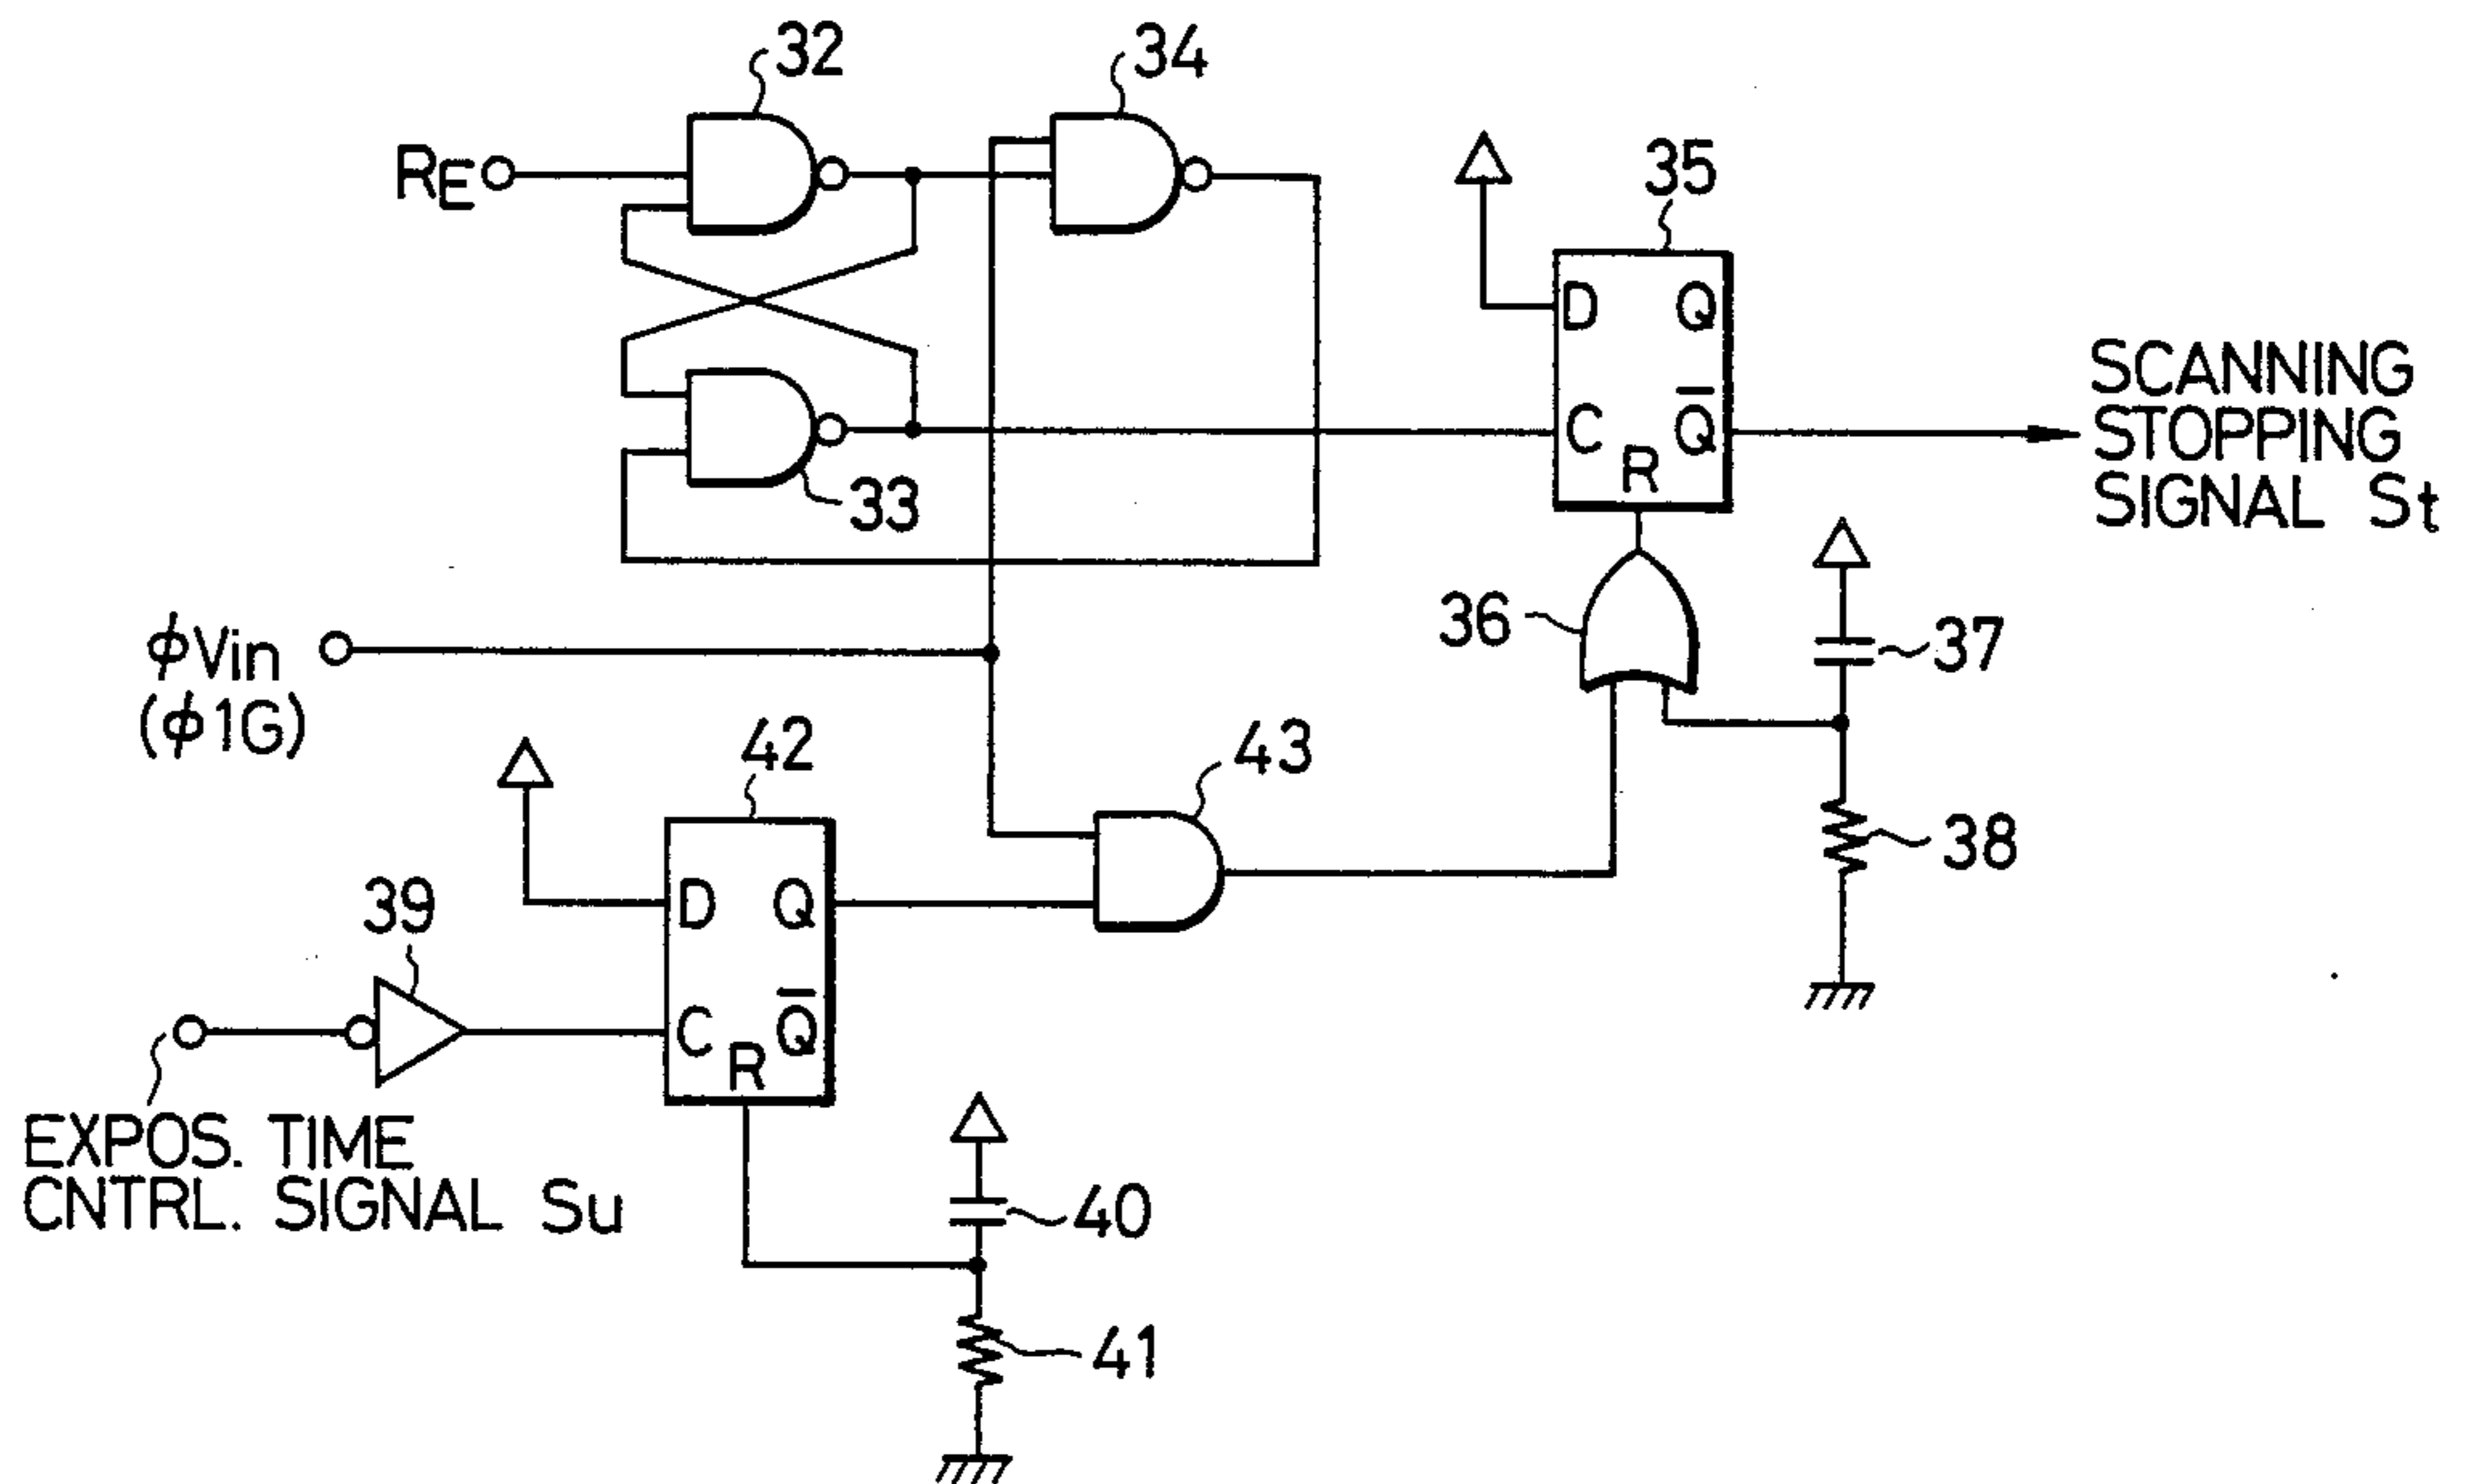 32
34
RE
35
D Q
SCANNING
STOPPING
SIGNAL St
C Q̅
R
33
36
37
φVin
(φ1G)
42
43
38
39
D Q
C Q̅
R
EXPOS. TIME
CNTRL. SIGNAL Su
40
41